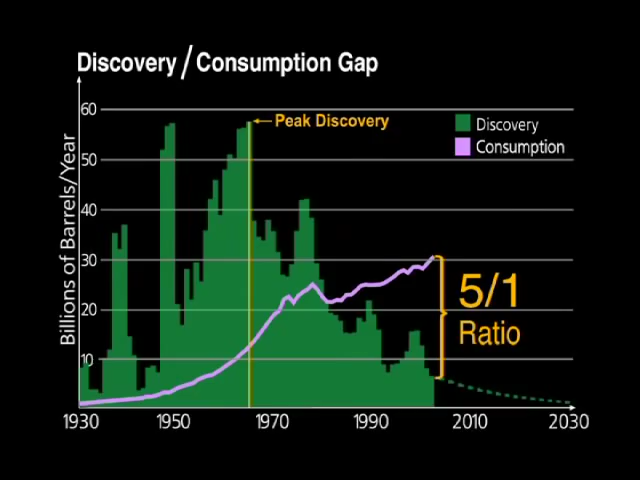 Discovery/Consumption Gap
60
50
40
30
20
10
Billions of Barrels/Year
Peak Discovery
Discovery
Consumption
5/1
Ratio
1930 1950 1970 1990 2010 2030